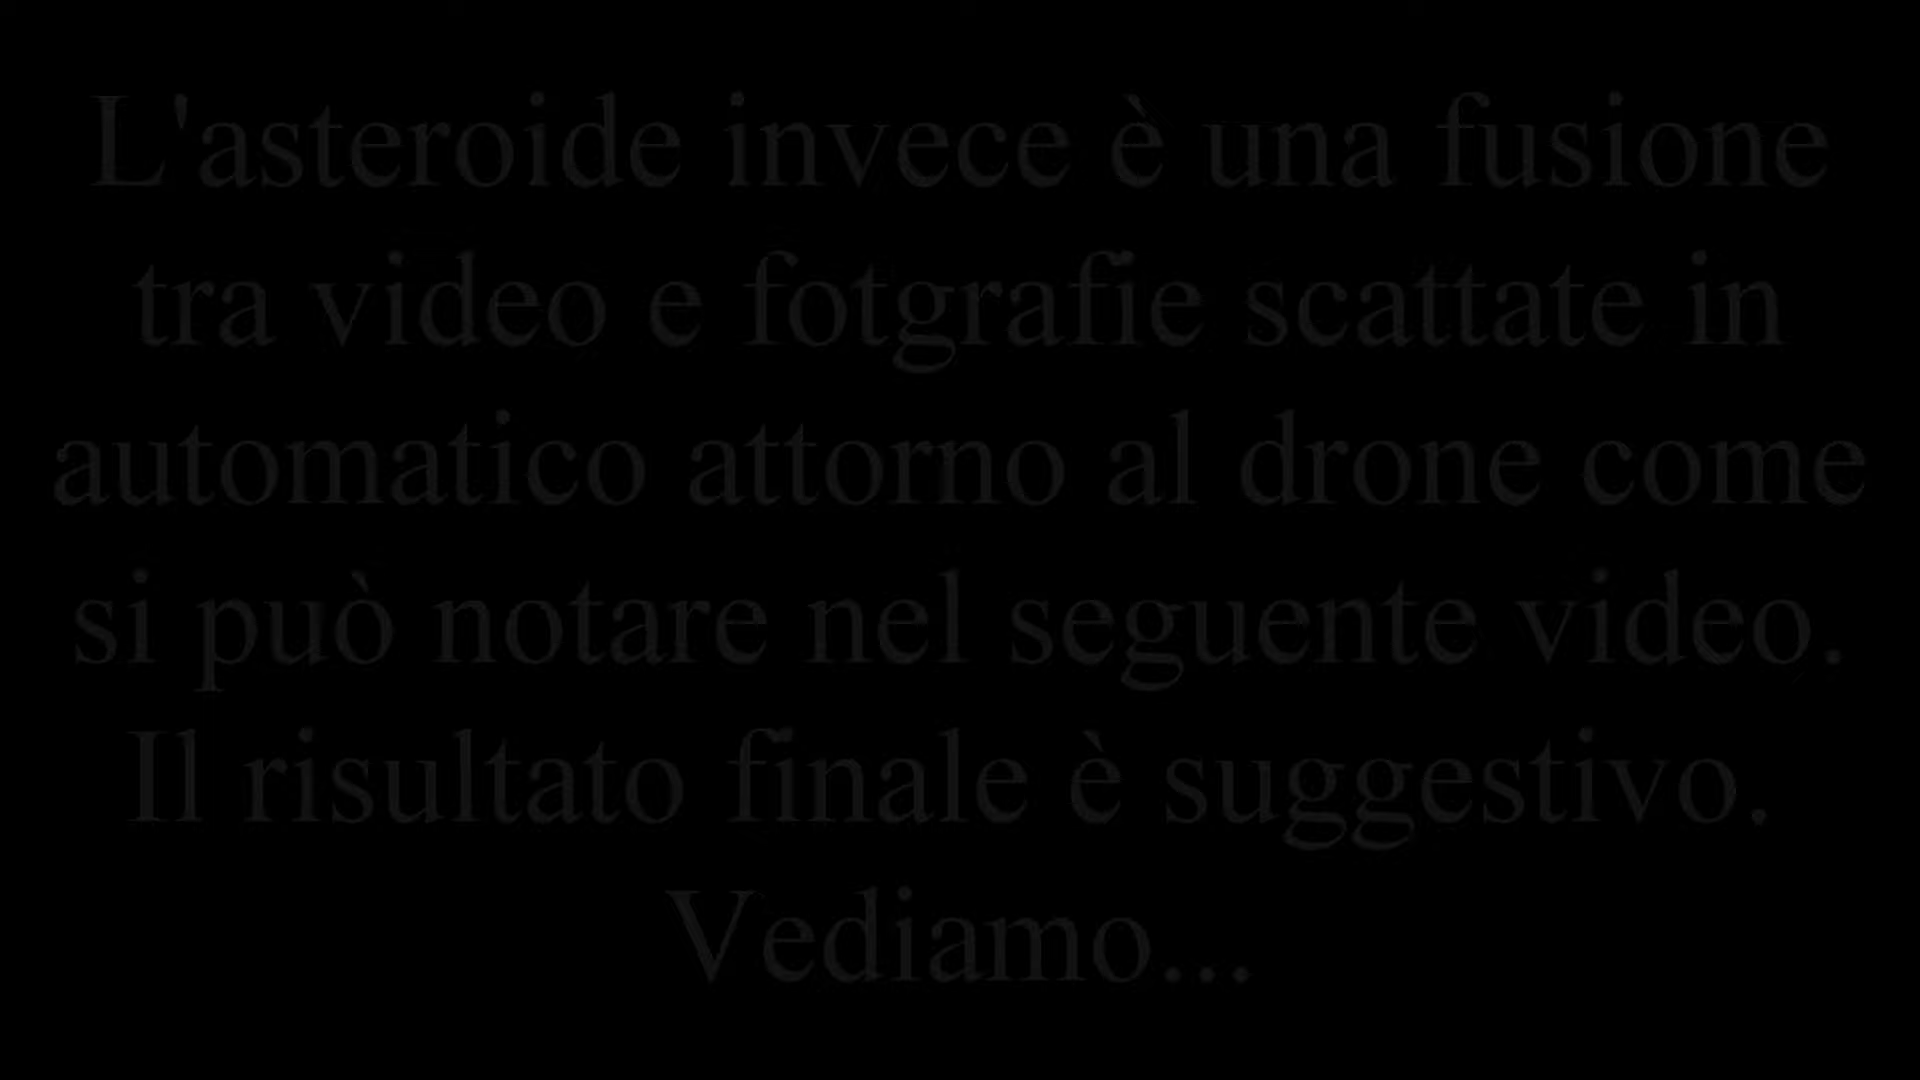 L'asteroide invece è una fusione
tra video e fotgrafie scattate in
automatico attorno al drone come
si può notare nel seguente video.
Il risultato finale è suggestivo.
Vediamo...